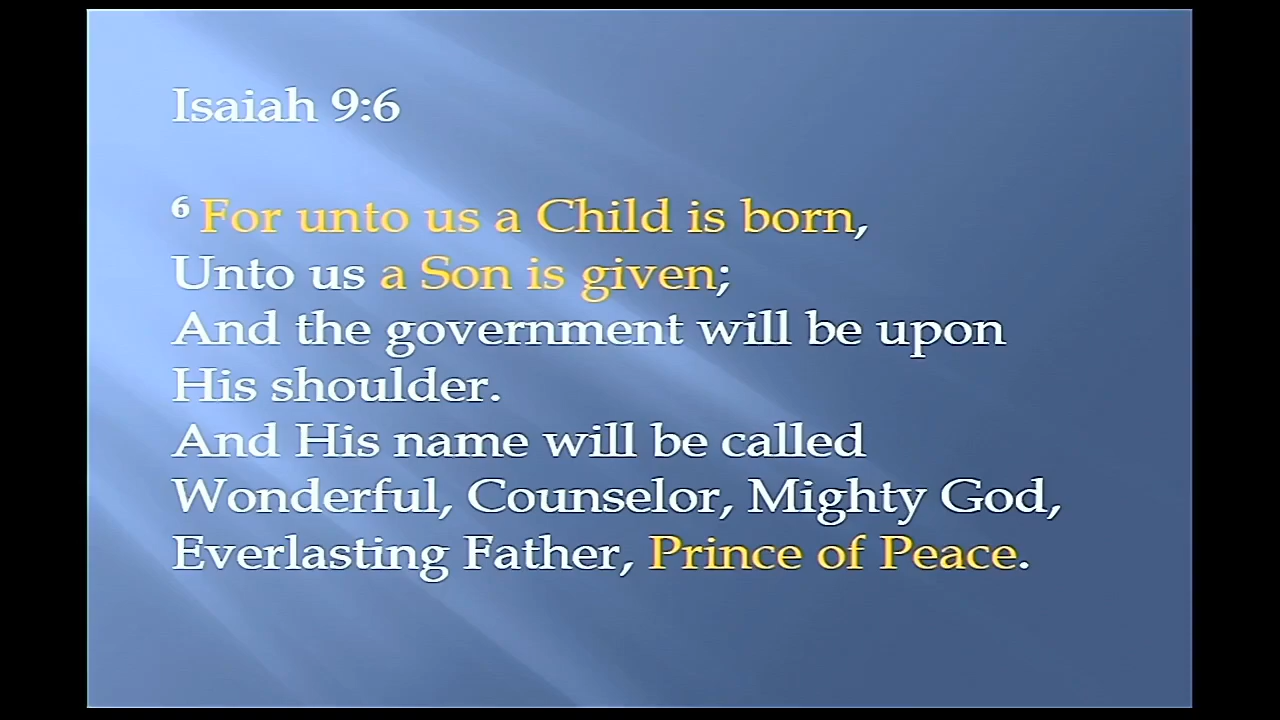 Isaiah 9:6
6 For unto us a Child is born,
Unto us a Son is given;
And the government will be upon
His shoulder.
And His name will be called
Wonderful, Counselor, Mighty God,
Everlasting Father, Prince of Peace.